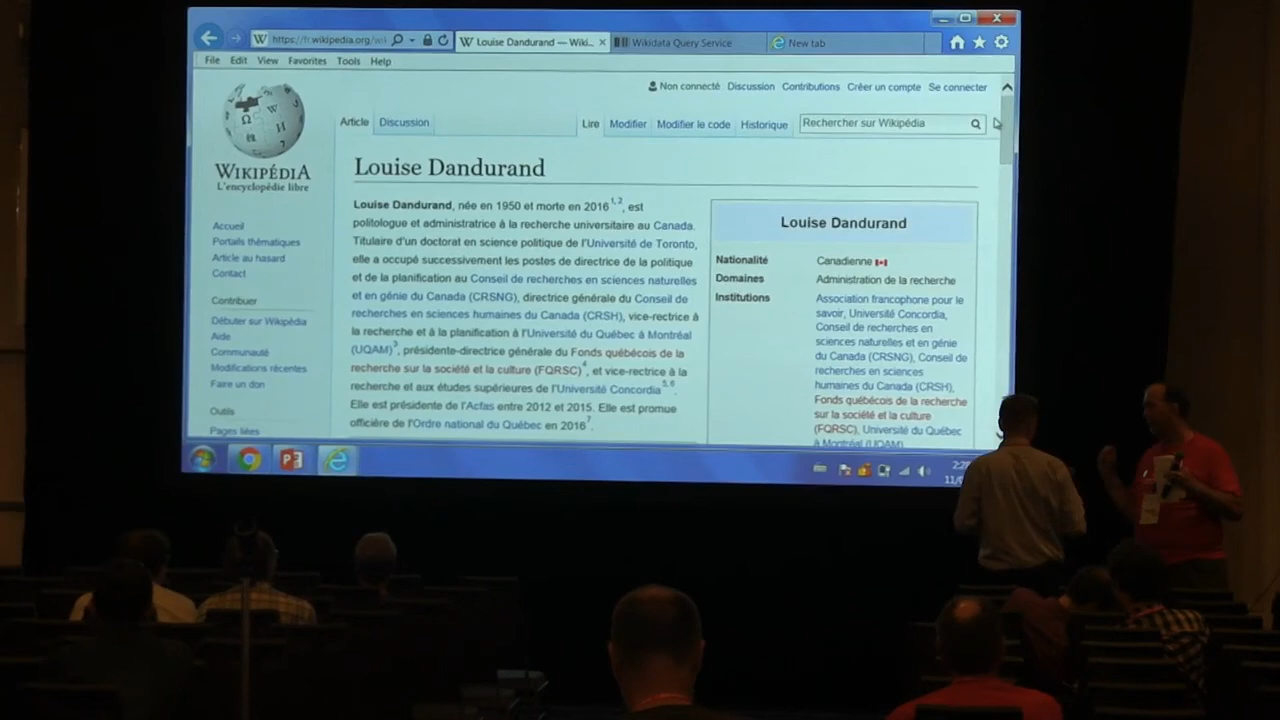 https://fr.wikipedia.org/wiki
Louise Dandurand — Wiki...
Wikidata Query Service
New tab
File Edit View Favorites Tools Help
Non connecté Discussion Contributions Créer un compte Se connecter
Article Discussion
Lire Modifier Modifier le code Historique
Rechercher sur Wikipédia
WIKIPÉDIA
L'encyclopédie libre
Accueil
Portails thématiques
Article au hasard
Contact
Contribuer
Débuter sur Wikipédia
Aide
Communauté
Modifications récentes
Faire un don
Outils
Pages liées
Louise Dandurand
Louise Dandurand, née en 1950 et morte en 2016 1, 2, est
politologue et administratrice à la recherche universitaire au Canada.
Titulaire d'un doctorat en science politique de l'Université de Toronto,
elle a occupé successivement les postes de directrice de la politique
et de la planification au Conseil de recherches en sciences naturelles
et en génie du Canada (CRSNG), directrice générale du Conseil de
recherches en sciences humaines du Canada (CRSH), vice-rectrice à
la recherche et à la planification à l'Université du Québec à Montréal
(UQAM) 3, présidente-directrice générale du Fonds québécois de la
recherche sur la société et la culture (FQRSC) 4, et vice-rectrice à la
recherche et aux études supérieures de l'Université Concordia 5, 6.
Elle est présidente de l'Acfas entre 2012 et 2015. Elle est promue
officière de l'Ordre national du Québec en 2016 7.
Louise Dandurand
Nationalité Canadienne
Domaines Administration de la recherche
Institutions Association francophone pour le
savoir, Université Concordia,
Conseil de recherches en
sciences naturelles et en génie
du Canada (CRSNG), Conseil de
recherches en sciences
humaines du Canada (CRSH),
Fonds québécois de la recherche
sur la société et la culture
(FQRSC), Université du Québec
à Montréal (UQAM)